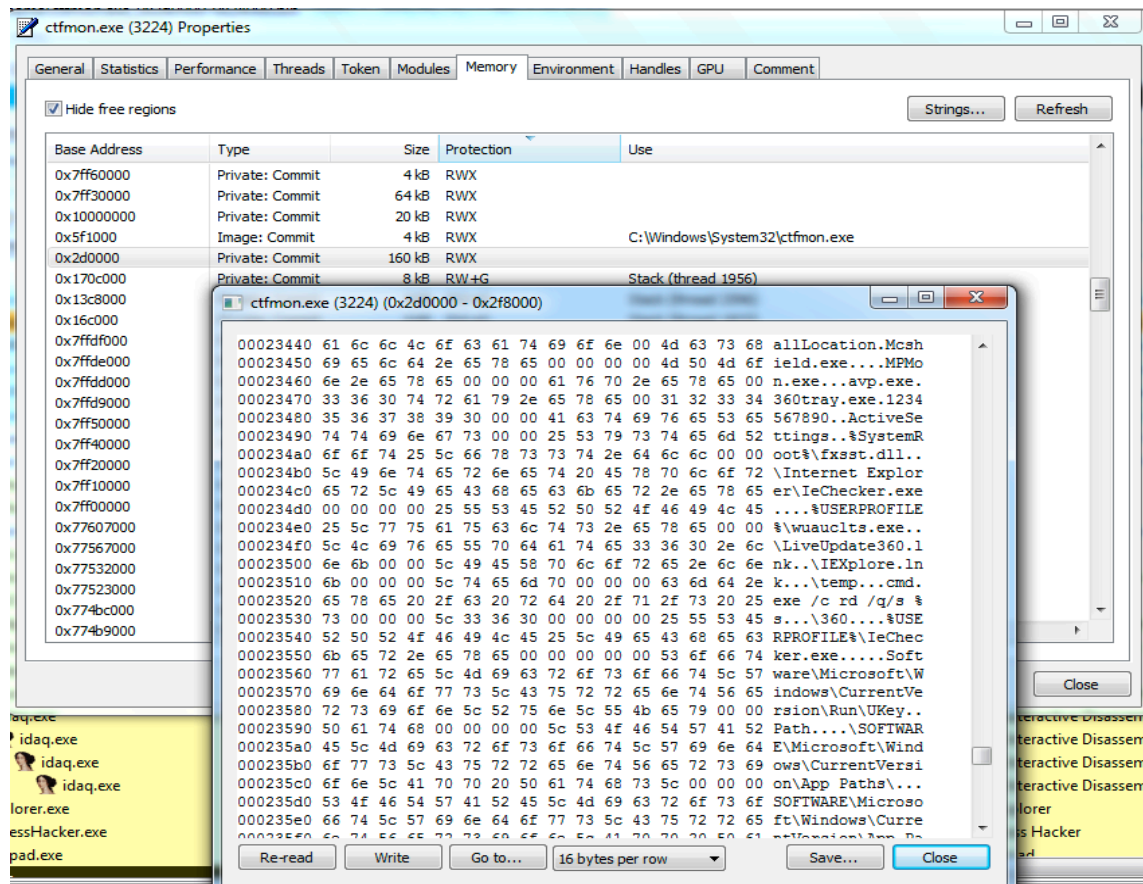 ctfmon.exe (3224) Properties
General Statistics Performance Threads Token Modules Memory Environment Handles GPU Comment
Hide free regions
Strings... Refresh
Base Address Type Size Protection Use
0x7ff60000 Private: Commit 4 kB RWX
0x7ff30000 Private: Commit 64 kB RWX
0x10000000 Private: Commit 20 kB RWX
0x5f1000 Image: Commit 4 kB RWX C:\Windows\System32\ctfmon.exe
0x2d0000 Private: Commit 160 kB RWX
0x170c000 Private: Commit 8 kB RW+G Stack (thread 1956)
0x13c8000
0x16c000
0x7ffdf000
0x7ffde000
0x7ffdd000
0x7ffd9000
0x7ff50000
0x7ff40000
0x7ff20000
0x7ff10000
0x7ff00000
0x77607000
0x77567000
0x77532000
0x77523000
0x774bc000
0x774b9000
ctfmon.exe (3224) (0x2d0000 - 0x2f8000)
00023440 61 6c 6c 4c 6f 63 61 74 69 6f 6e 00 4d 63 73 68 allLocation.Mcsh
00023450 69 65 6c 64 2e 65 78 65 00 00 00 00 4d 50 4d 6f ield.exe....MPMo
00023460 6e 2e 65 78 65 00 00 00 61 76 70 2e 65 78 65 00 n.exe...avp.exe.
00023470 33 36 30 74 72 61 79 2e 65 78 65 00 31 32 33 34 360tray.exe.1234
00023480 35 36 37 38 39 30 00 00 41 63 74 69 76 65 53 65 567890..ActiveSe
00023490 74 74 69 6e 67 73 00 00 25 53 79 73 74 65 6d 52 ttings..%SystemR
000234a0 6f 6f 74 25 5c 66 78 73 73 74 2e 64 6c 6c 00 00 oot%\fxsst.dll..
000234b0 5c 49 6e 74 65 72 6e 65 74 20 45 78 70 6c 6f 72 \Internet Explor
000234c0 65 72 5c 49 65 43 68 65 63 6b 65 72 2e 65 78 65 er\IeChecker.exe
000234d0 00 00 00 00 25 55 53 45 52 50 52 4f 46 49 4c 45 ....%USERPROFILE
000234e0 25 5c 77 75 61 75 63 6c 74 73 2e 65 78 65 00 00 %\wuauclts.exe..
000234f0 5c 4c 69 76 65 55 70 64 61 74 65 33 36 30 2e 6c \LiveUpdate360.l
00023500 6e 6b 00 00 5c 49 45 58 70 6c 6f 72 65 2e 6c 6e nk..\IEXplore.ln
00023510 6b 00 00 00 5c 74 65 6d 70 00 00 00 63 6d 64 2e k...\temp...cmd.
00023520 65 78 65 20 2f 63 20 72 64 20 2f 71 2f 73 20 25 exe /c rd /q/s %
00023530 73 00 00 00 5c 33 36 30 00 00 00 00 25 55 53 45 s...\360....%USE
00023540 52 50 52 4f 46 49 4c 45 25 5c 49 65 43 68 65 63 RPROFILE%\IeChec
00023550 6b 65 72 2e 65 78 65 00 00 00 00 00 53 6f 66 74 ker.exe.....Soft
00023560 77 61 72 65 5c 4d 69 63 72 6f 73 6f 66 74 5c 57 ware\Microsoft\W
00023570 69 6e 64 6f 77 73 5c 43 75 72 72 65 6e 74 56 65 indows\CurrentVe
00023580 72 73 69 6f 6e 5c 52 75 6e 5c 55 4b 65 79 00 00 rsion\Run\UKey..
00023590 50 61 74 68 00 00 00 00 5c 53 4f 46 54 57 41 52 Path....\SOFTWAR
000235a0 45 5c 4d 69 63 72 6f 73 6f 66 74 5c 57 69 6e 64 E\Microsoft\Wind
000235b0 6f 77 73 5c 43 75 72 72 65 6e 74 56 65 72 73 69 ows\CurrentVersi
000235c0 6f 6e 5c 41 70 70 20 50 61 74 68 73 5c 00 00 00 on\App Paths\...
000235d0 53 4f 46 54 57 41 52 45 5c 4d 69 63 72 6f 73 6f SOFTWARE\Microso
000235e0 66 74 5c 57 69 6e 64 6f 77 73 5c 43 75 72 72 65 ft\Windows\Curre
000235f0 6e 74 56 65 72 73 69 6f 6e 5c 41 70 70 20 50 61 ntVersion\App Pa
Re-read Write Go to... 16 bytes per row Save... Close
Close
aq.exe teractive Disassem
idaq.exe teractive Disassem
idaq.exe teractive Disassem
idaq.exe teractive Disassem
lorer.exe lorer
essHacker.exe ss Hacker
pad.exe